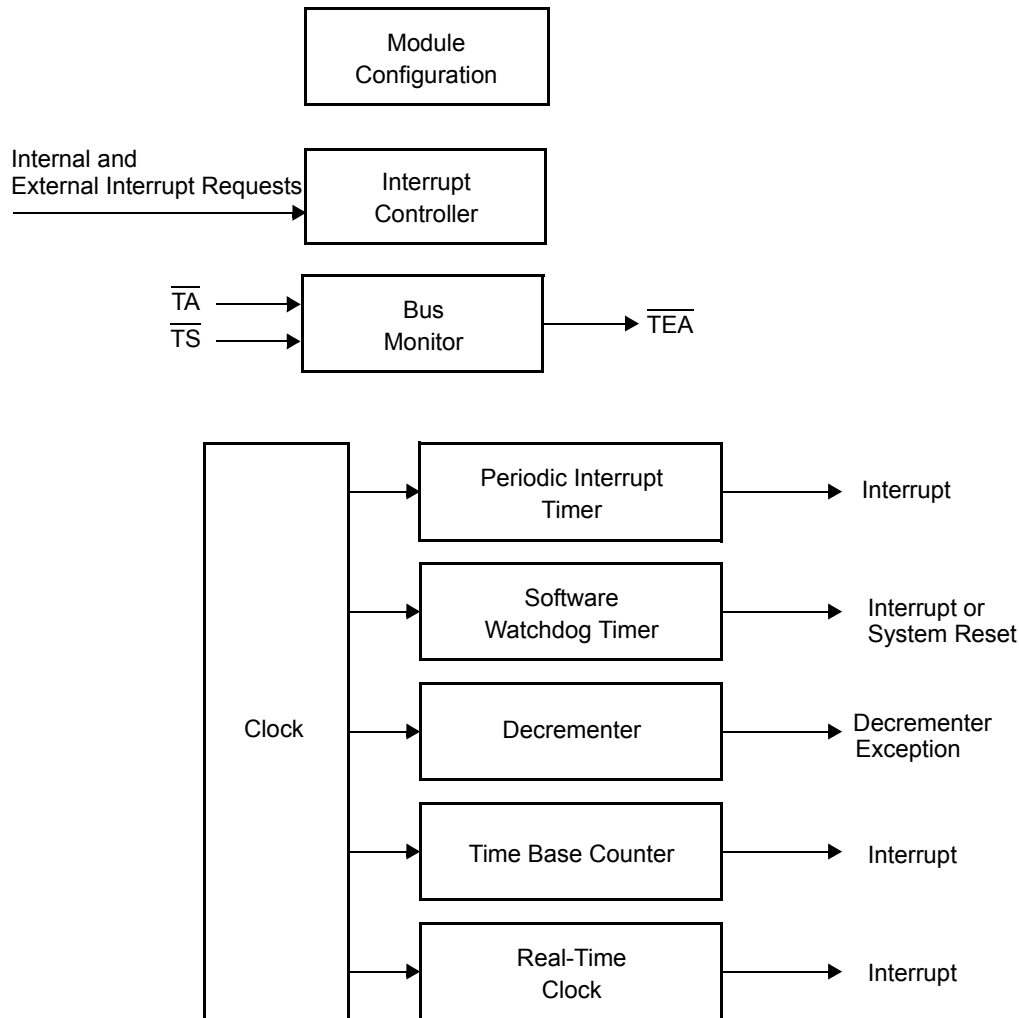 Module
Configuration
Internal and
External Interrupt Requests
Interrupt
Controller
TA
TS
Bus
Monitor
TEA
Clock
Periodic Interrupt
Timer
Interrupt
Software
Watchdog Timer
Interrupt or
System Reset
Decrementer
Decrementer
Exception
Time Base Counter
Interrupt
Real-Time
Clock
Interrupt